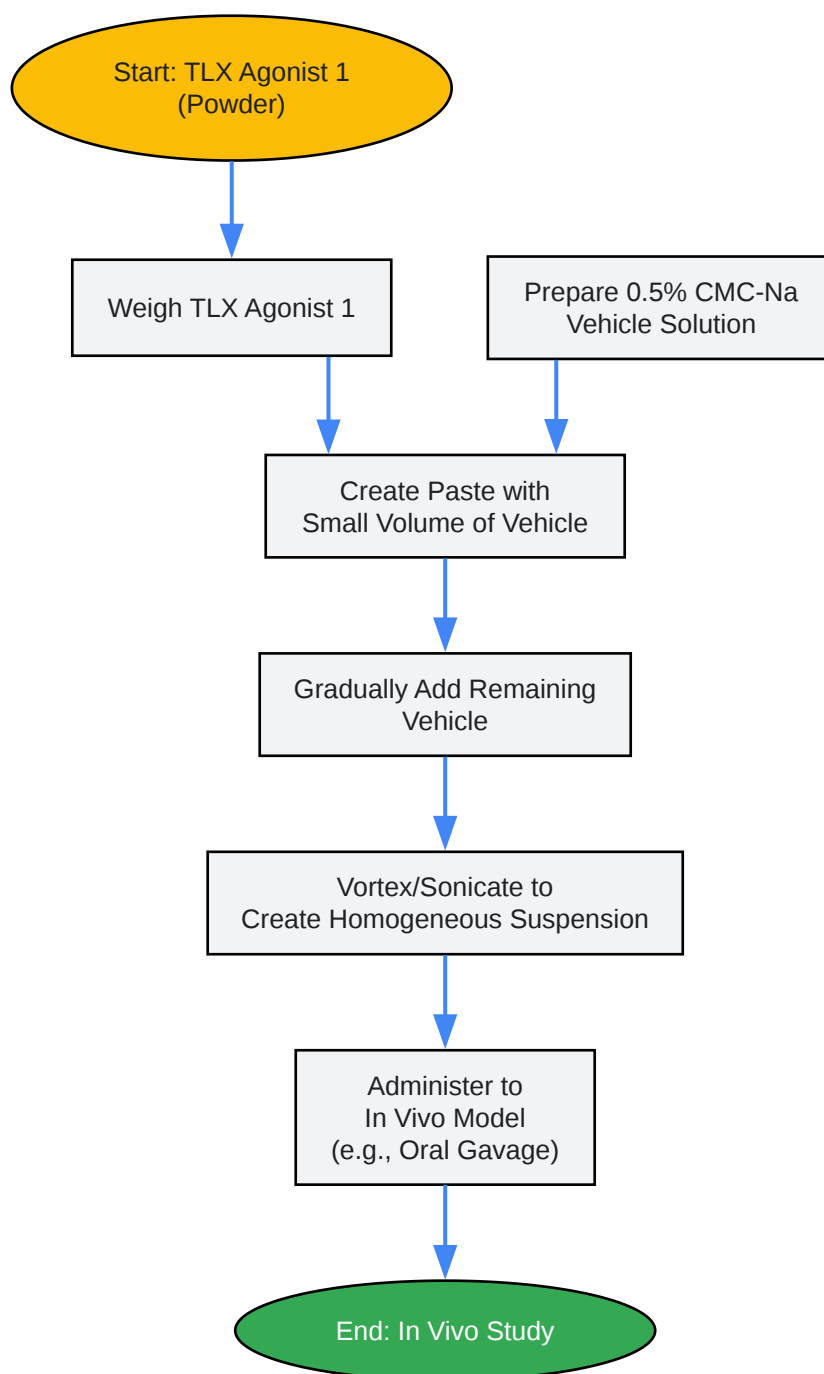 Start: TLX Agonist 1
(Powder)
Weigh TLX Agonist 1
Prepare 0.5% CMC-Na
Vehicle Solution
Create Paste with
Small Volume of Vehicle
Gradually Add Remaining
Vehicle
Vortex/Sonicate to
Create Homogeneous Suspension
Administer to
In Vivo Model
(e.g., Oral Gavage)
End: In Vivo Study